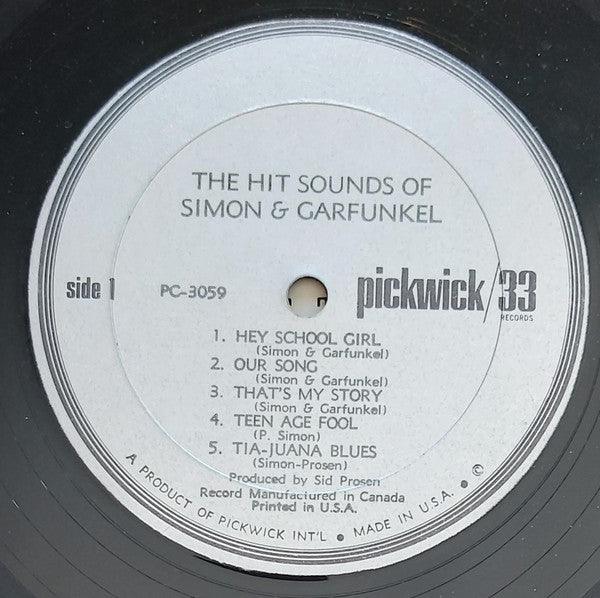 THE HIT SOUNDS OF
SIMON & GARFUNKEL
side 1
PC-3059
pickwick/33
RECORDS
1. HEY SCHOOL GIRL
(Simon & Garfunkel)
2. OUR SONG
(Simon & Garfunkel)
3. THAT'S MY STORY
(Simon & Garfunkel)
4. TEEN AGE FOOL
(P. Simon)
5. TIA-JUANA BLUES
(Simon-Prosen)
Produced by Sid Prosen
Record Manufactured in Canada
Printed in U.S.A.
A PRODUCT OF PICKWICK INT'L ● MADE IN U.S.A. ● ©